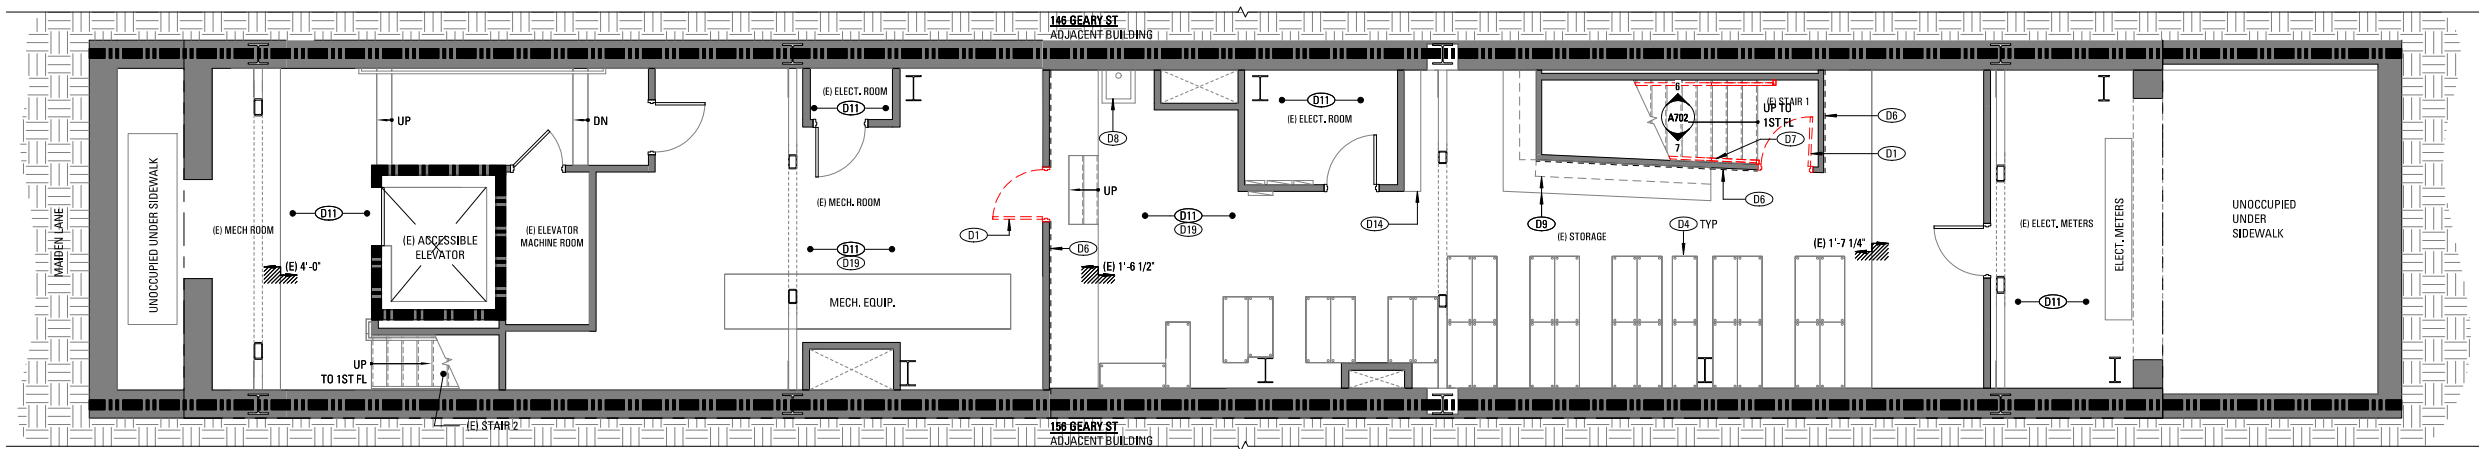 146 GEARY ST
ADJACENT BUILDING
MAIDEN LANE
UNOCCUPIED UNDER SIDEWALK
(E) MECH ROOM
(E) 4'-0"
D11
UP
DN
(E) ACCESSIBLE
ELEVATOR
(E) ELEVATOR
MACHINE ROOM
UP
TO 1ST FL
(E) STAIR 2
(E) ELECT. ROOM
D11
(E) MECH. ROOM
D11
D19
MECH. EQUIP.
D1
D6
D8
UP
(E) 1'-6 1/2"
D11
D19
D11
(E) ELECT. ROOM
D14
D9
(E) STORAGE
6
A702
7
(E) STAIR 1
UP TO
1ST FL
D7
D6
D1
D6
D4 TYP
(E) 1'-7 1/4"
(E) ELECT. METERS
D11
ELECT. METERS
UNOCCUPIED
UNDER
SIDEWALK
156 GEARY ST
ADJACENT BUILDING